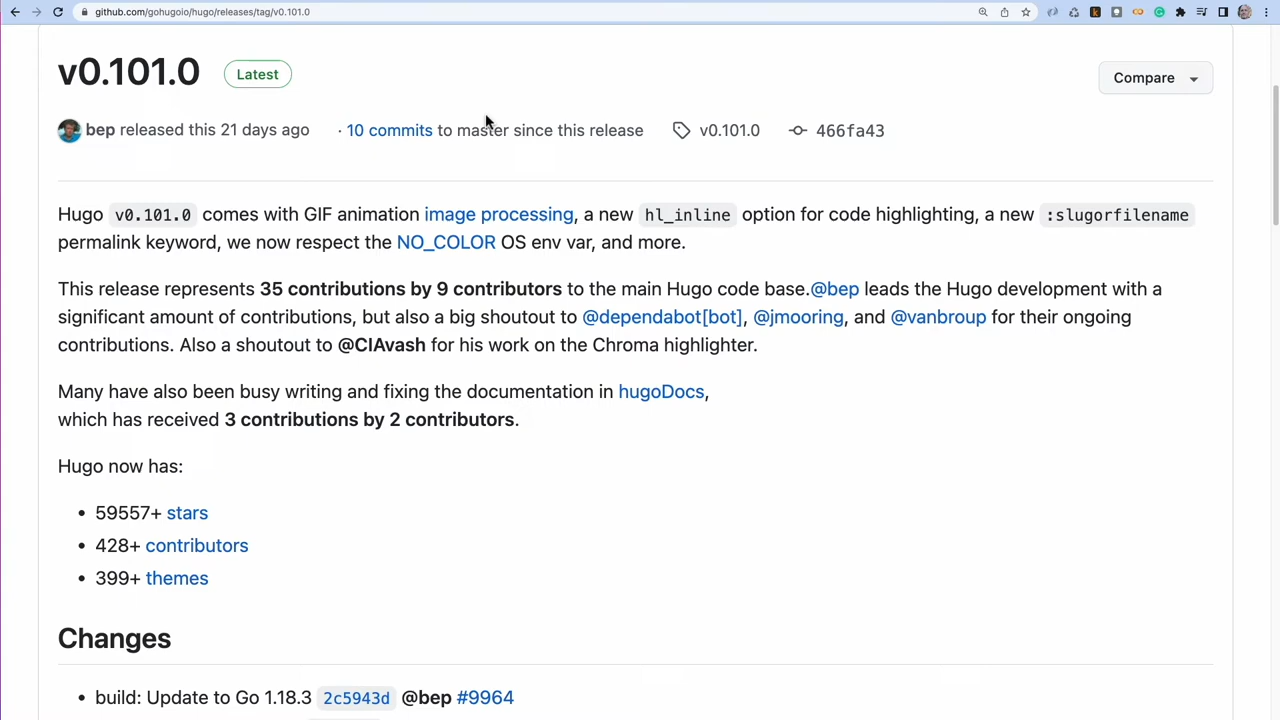 github.com/gohugoio/hugo/releases/tag/v0.101.0
v0.101.0 Latest
Compare
bep released this 21 days ago · 10 commits to master since this release v0.101.0 466fa43
Hugo v0.101.0 comes with GIF animation image processing, a new hl_inline option for code highlighting, a new :slugorfilename
permalink keyword, we now respect the NO_COLOR OS env var, and more.
This release represents 35 contributions by 9 contributors to the main Hugo code base.@bep leads the Hugo development with a
significant amount of contributions, but also a big shoutout to @dependabot[bot], @jmooring, and @vanbroup for their ongoing
contributions. Also a shoutout to @CIAvash for his work on the Chroma highlighter.
Many have also been busy writing and fixing the documentation in hugoDocs,
which has received 3 contributions by 2 contributors.
Hugo now has:
• 59557+ stars
• 428+ contributors
• 399+ themes
Changes
• build: Update to Go 1.18.3 2c5943d @bep #9964